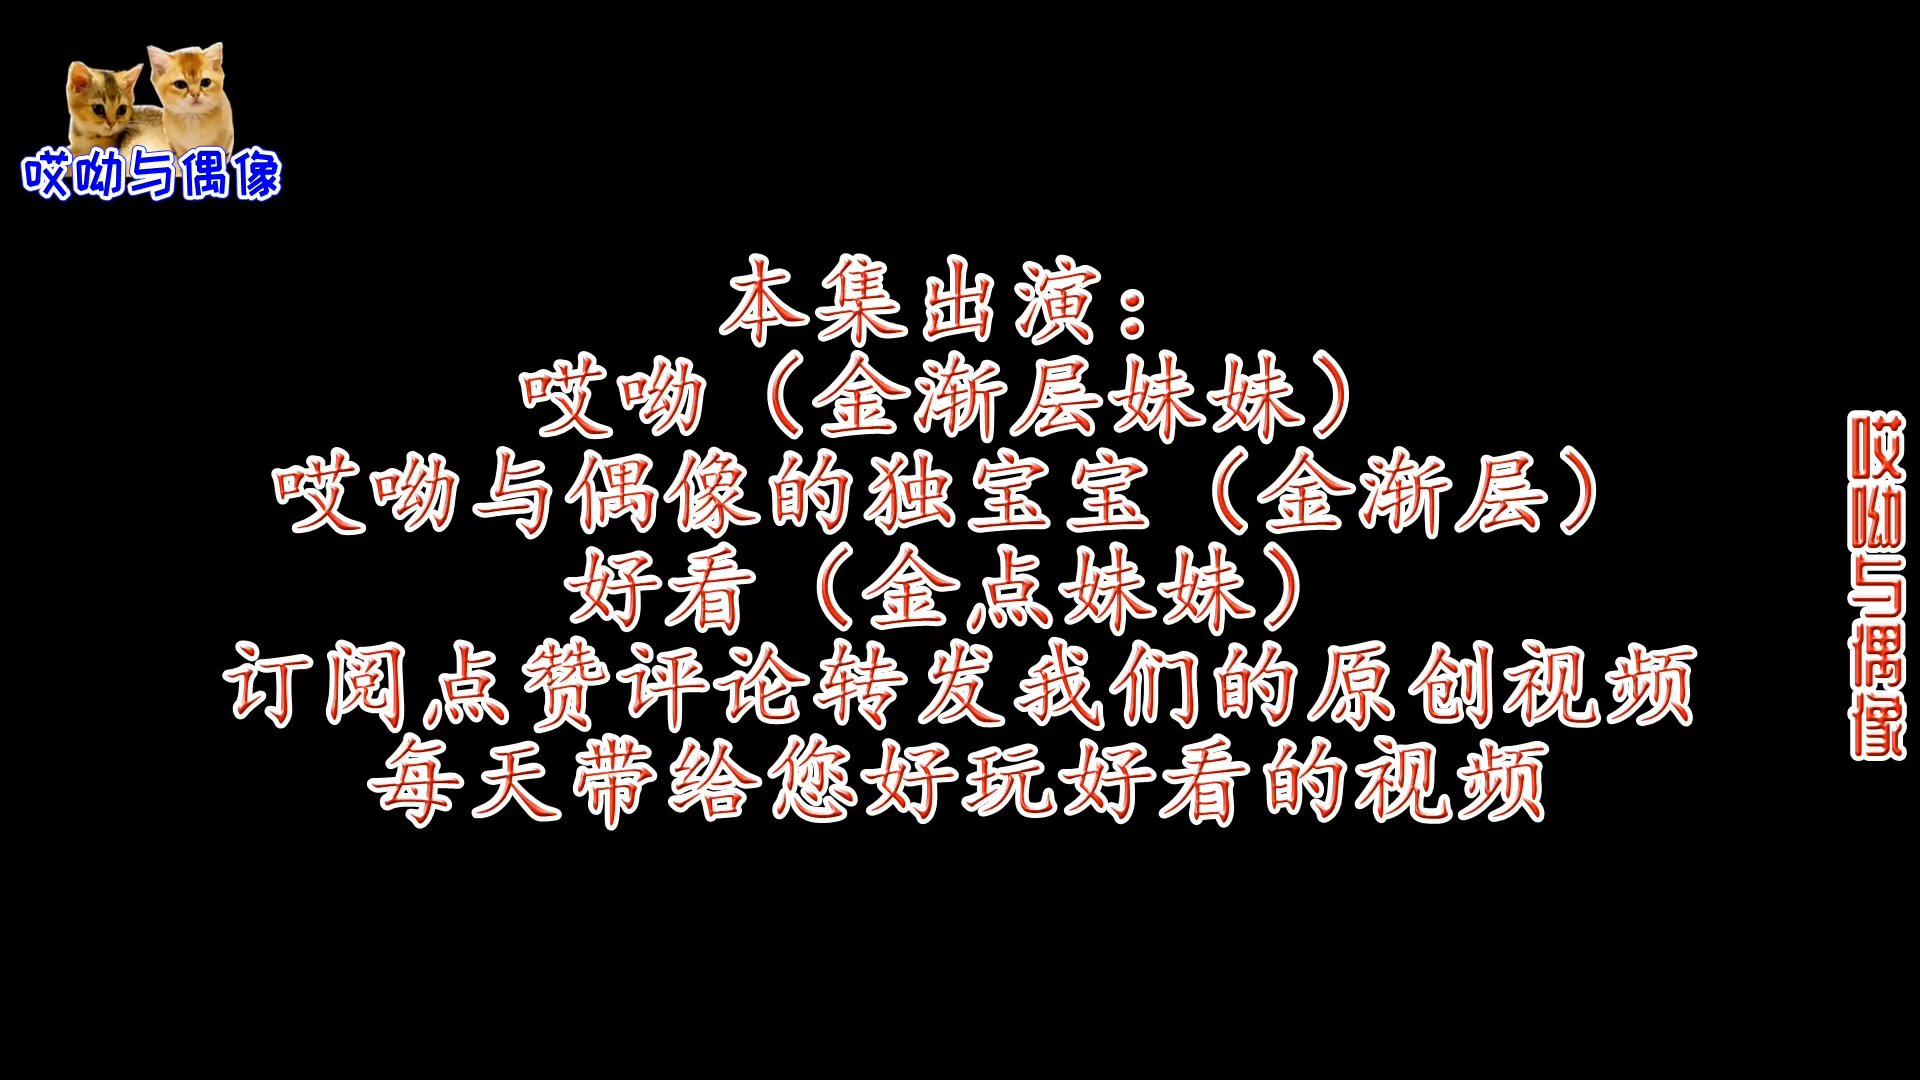 哎呦与偶像
本集出演：
哎呦（金渐层妹妹）
哎呦与偶像的独宝宝（金渐层）
好看（金点妹妹）
订阅点赞评论转发我们的原创视频
每天带给您好玩好看的视频
哎呦与偶像